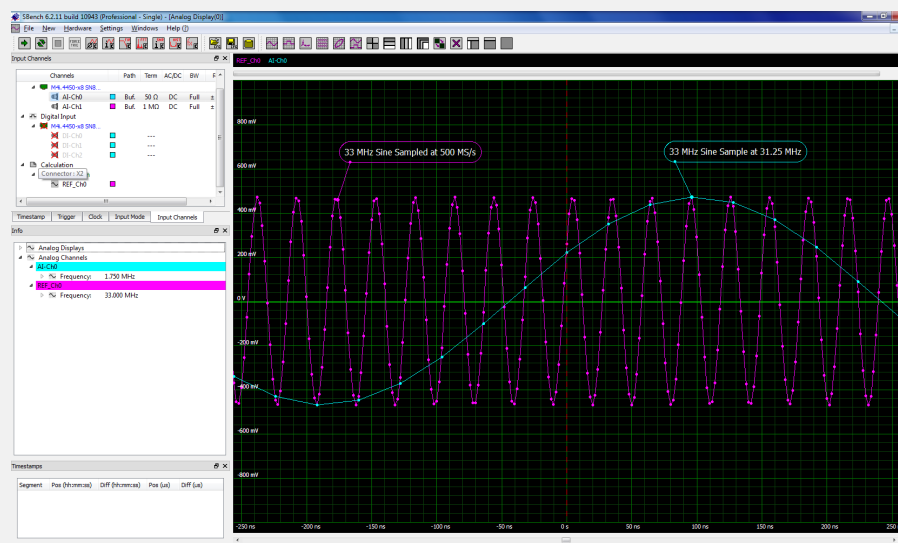 SBench 6.2.11 build 10943 (Professional - Single) - [Analog Display(0)]
File New Hardware Settings Windows Help (!)
Input Channels
Channels Path Term AC/DC BW
M4i.4450-x8 SN8...
AI-Ch0 Buf. 50 Ω DC Full ±
AI-Ch1 Buf. 1 MΩ DC Full ±
Digital Input
M4i.4450-x8 SN8...
DI-Ch0 ---
DI-Ch1 ---
DI-Ch2 ---
Calculation
Connector: X2
REF_Ch0
Timestamp Trigger Clock Input Mode Input Channels
Info
Analog Displays
Analog Channels
AI-Ch0
Frequency: 1.750 MHz
REF_Ch0
Frequency: 33.000 MHz
Timestamps
Segment Pos (hh:mm:ss) Diff (hh:mm:ss) Pos (us) Diff (us)
REF_Ch0 AI-Ch0
800 mV
33 MHz Sine Sampled at 500 MS/s
33 MHz Sine Sample at 31.25 MHz
600 mV
400 mV
200 mV
0 V
-200 mV
-400 mV
-600 mV
-800 mV
-250 ns -200 ns -150 ns -100 ns -50 ns 0 s 50 ns 100 ns 150 ns 200 ns 250